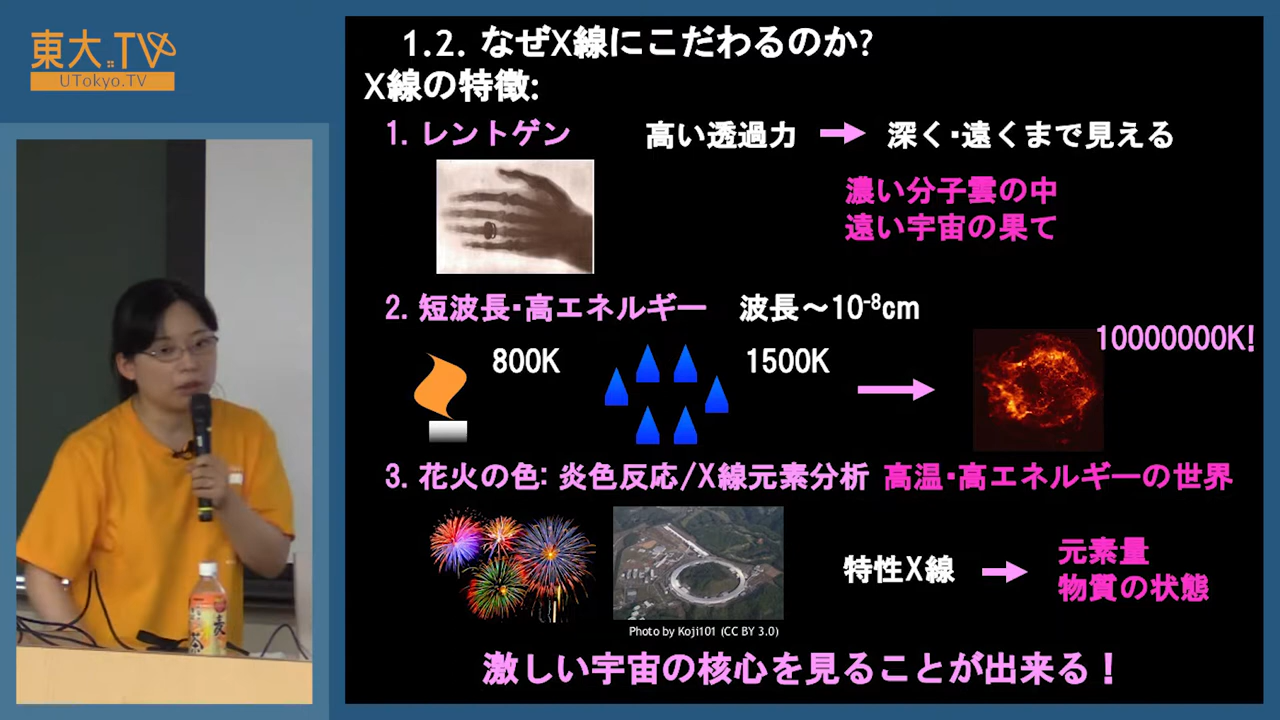 東大.TV
UTokyo.TV
1.2. なぜX線にこだわるのか?
X線の特徴:
1. レントゲン 高い透過力 → 深く・遠くまで見える
濃い分子雲の中
遠い宇宙の果て
2. 短波長・高エネルギー 波長～10⁻⁸cm
800K 1500K → 10000000K!
3. 花火の色: 炎色反応/X線元素分析 高温・高エネルギーの世界
特性X線 → 元素量
物質の状態
Photo by Koji101 (CC BY 3.0)
激しい宇宙の核心を見ることが出来る！